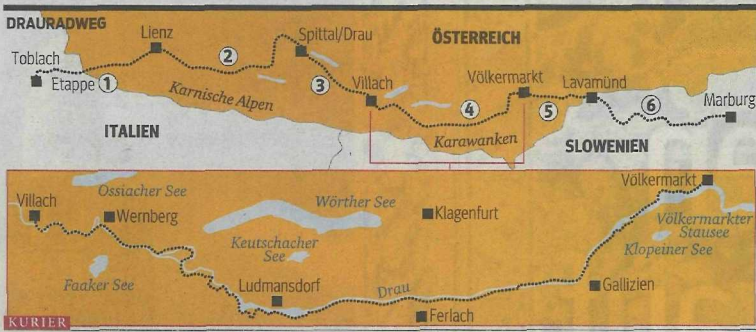 DRAURADWEG
Lienz
Spittal/Drau
ÖSTERREICH
Toblach
Etappe 1
2
3
Villach
Völkermarkt
Lavamünd
4
5
6
Marburg
Karnische Alpen
Karawanken
ITALIEN
SLOWENIEN
Villach
Ossiacher See
Wernberg
Wörther See
Klagenfurt
Völkermarkt
Völkermarkter
Stausee
Keutschacher
See
Klopeiner See
Faaker See
Ludmansdorf
Drau
Gallizien
Ferlach
KURIER